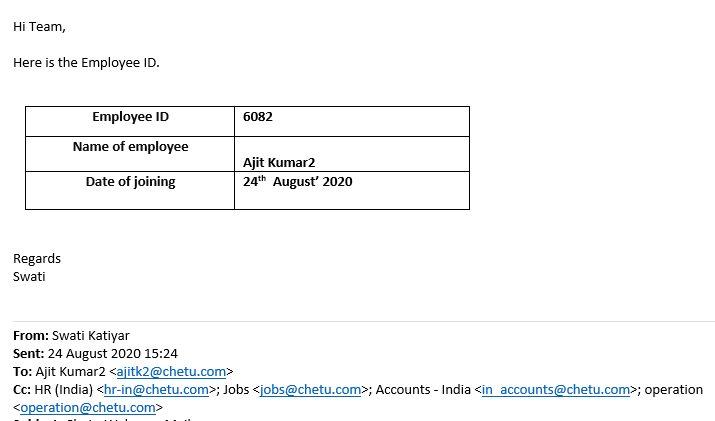 Hi Team,
Here is the Employee ID.
Employee ID 6082
Name of employee Ajit Kumar2
Date of joining 24th August’ 2020
Regards
Swati
From: Swati Katiyar
Sent: 24 August 2020 15:24
To: Ajit Kumar2 <ajitk2@chetu.com>
Cc: HR (India) <hr-in@chetu.com>; Jobs <jobs@chetu.com>; Accounts - India <in_accounts@chetu.com>; operation
<operation@chetu.com>